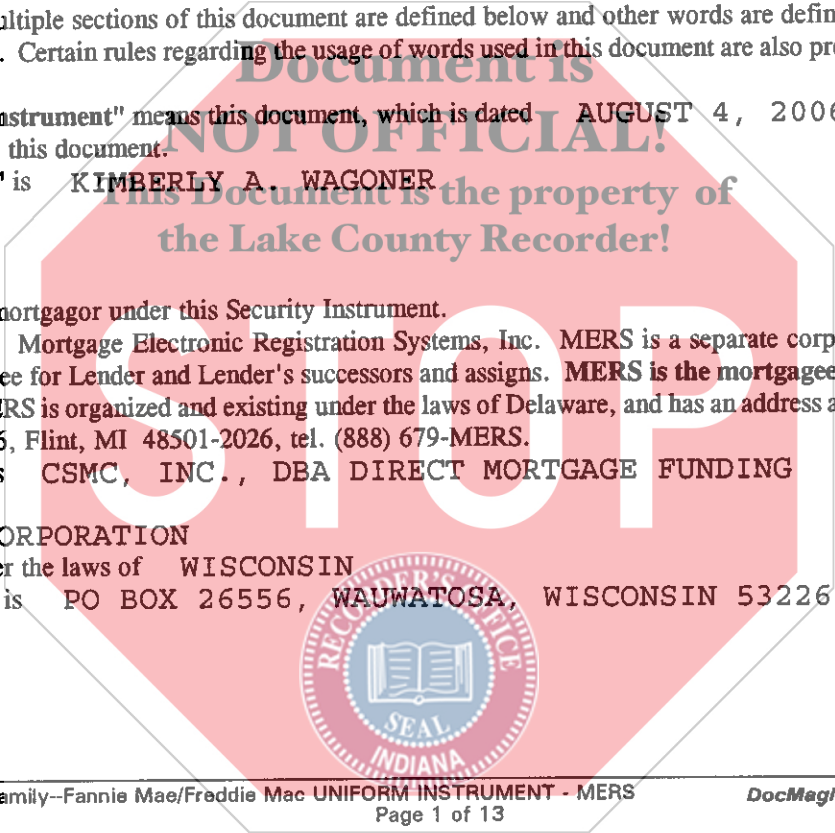 ultiple sections of this document are defined below and other words are defin
. Certain rules regarding the usage of words used in this document are also pro
Document is
nstrument" means this document, which is dated AUGUST 4, 2006
NOT OFFICIAL!
this document.
" is KIMBERLY A. WAGONER
This Document is the property of
the Lake County Recorder!
mortgagor under this Security Instrument.
Mortgage Electronic Registration Systems, Inc. MERS is a separate corp
ee for Lender and Lender's successors and assigns. MERS is the mortgagee
ERS is organized and existing under the laws of Delaware, and has an address a
6, Flint, MI 48501-2026, tel. (888) 679-MERS.
s CSMC, INC., DBA DIRECT MORTGAGE FUNDING
STOP
ORPORATION
er the laws of WISCONSIN
is PO BOX 26556, WAUWATOSA, WISCONSIN 53226
RECORDER'S OFFICE
SEAL
INDIANA
amily--Fannie Mae/Freddie Mac UNIFORM INSTRUMENT - MERS DocMagi
Page 1 of 13